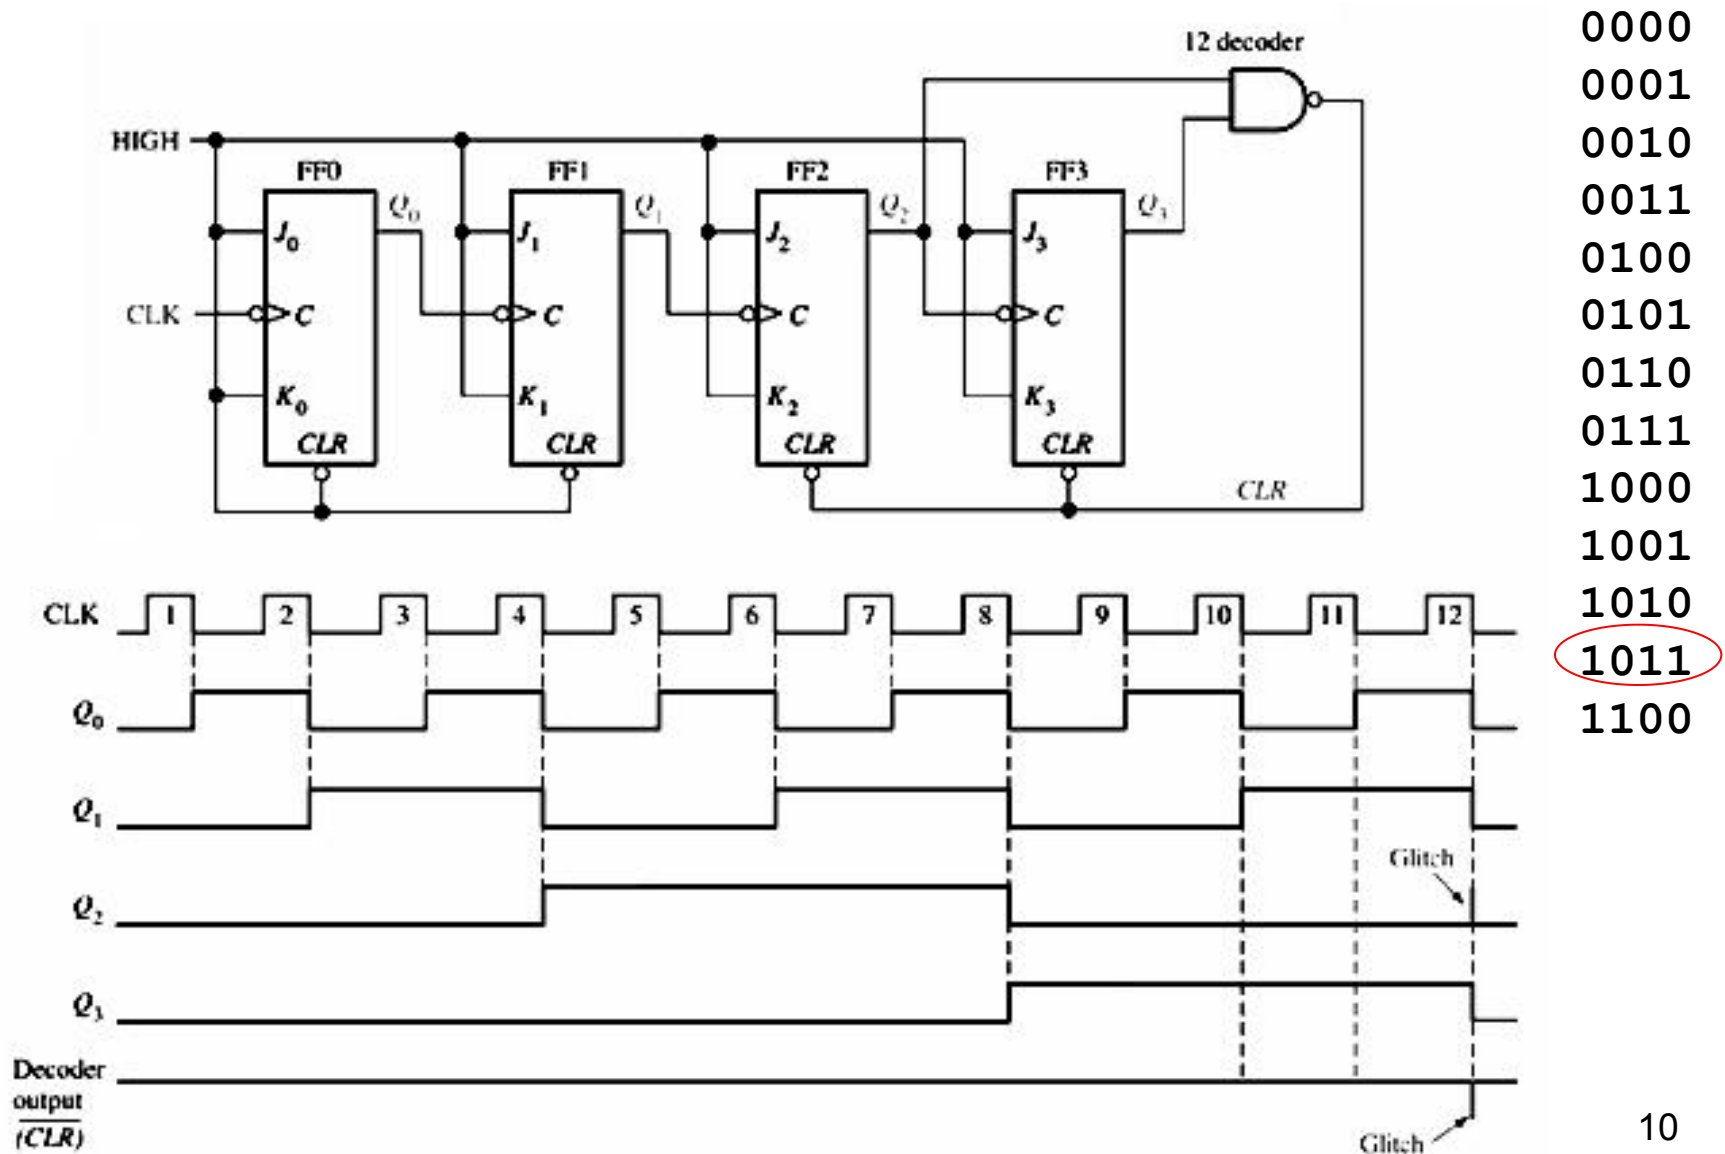 12 decoder
HIGH
FF0 FF1 FF2 FF3
Q0 Q1 Q2 Q3
J0 J1 J2 J3
CLK C C C C
K0 K1 K2 K3
CLR CLR CLR CLR
CLR
0000
0001
0010
0011
0100
0101
0110
0111
1000
1001
1010
1011
1100
CLK 1 2 3 4 5 6 7 8 9 10 11 12
Q0
Q1
Glitch
Q2
Q3
Decoder
output
(CLR)
Glitch
10